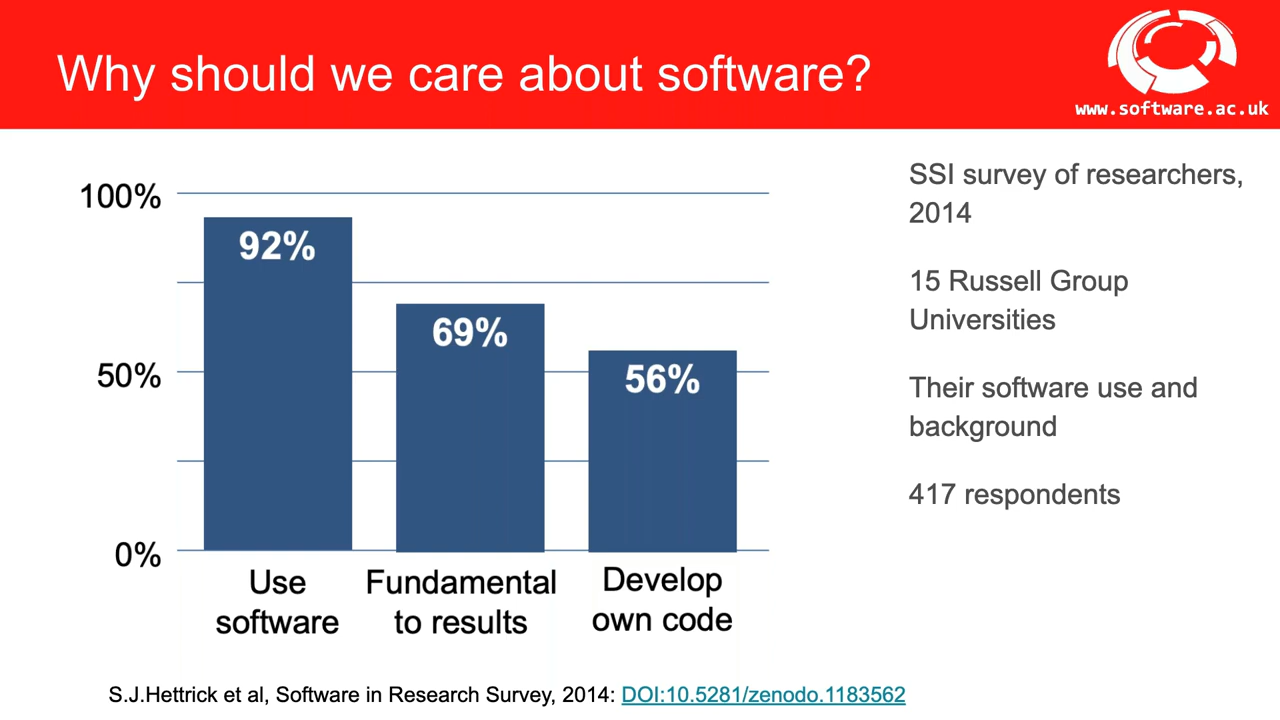 Why should we care about software?
www.software.ac.uk
100%
50%
0%
92%
69%
56%
Use
software
Fundamental
to results
Develop
own code
SSI survey of researchers,
2014
15 Russell Group
Universities
Their software use and
background
417 respondents
S.J.Hettrick et al, Software in Research Survey, 2014: DOI:10.5281/zenodo.1183562